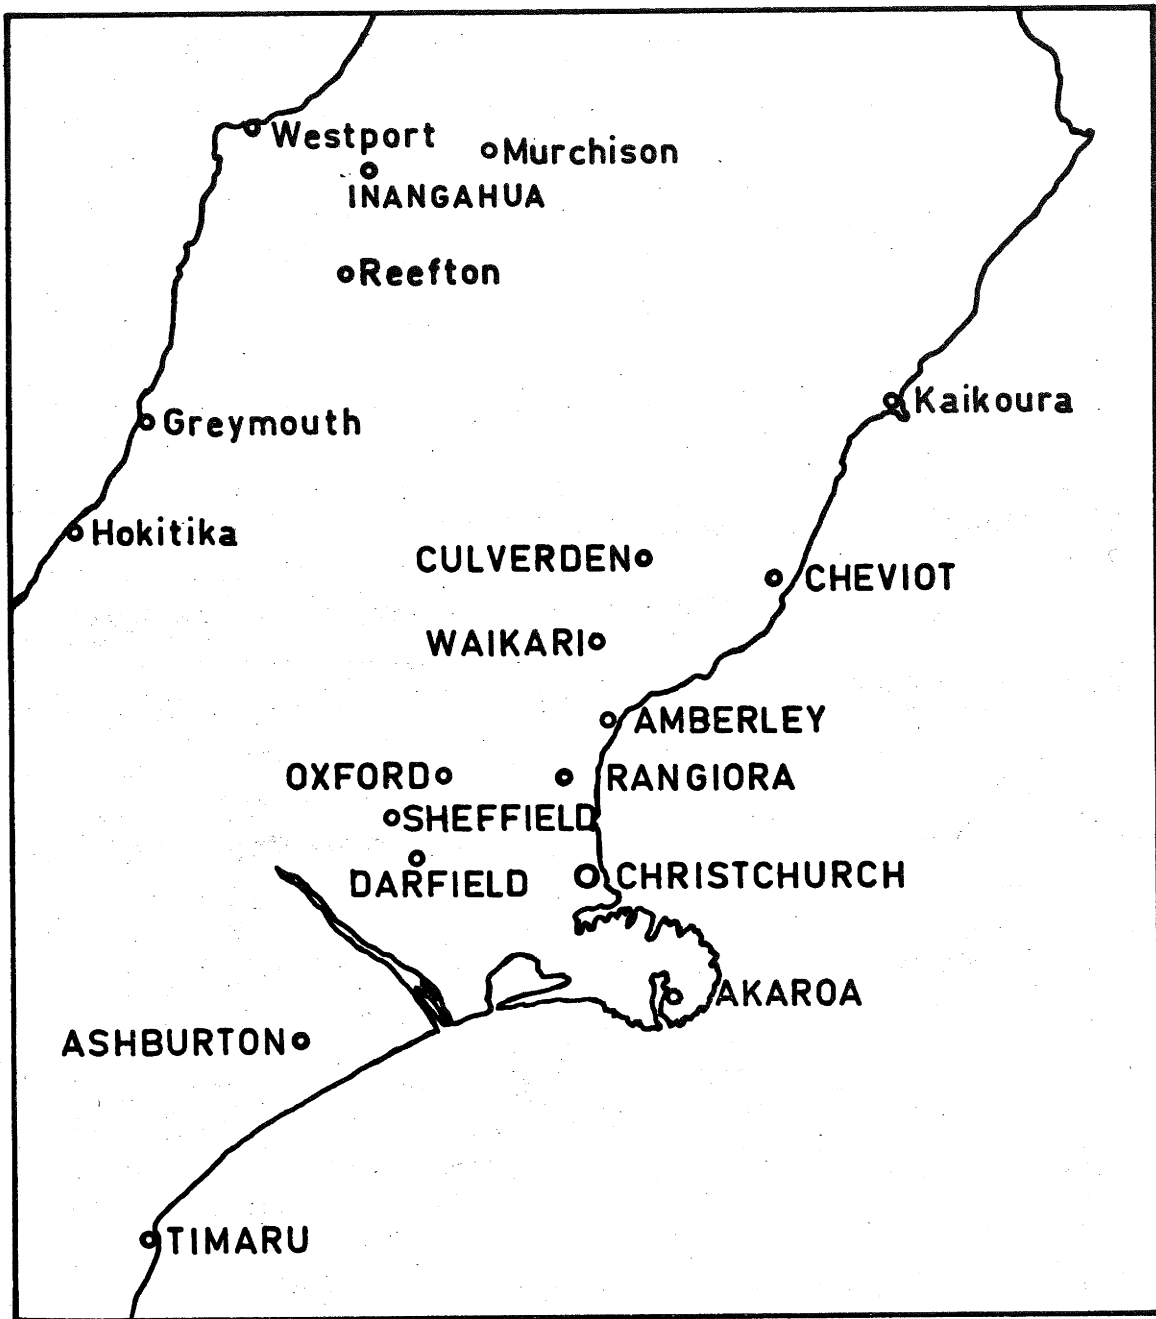 Westport
Murchison
INANGAHUA
Reefton
Kaikoura
Greymouth
Hokitika
CULVERDEN
CHEVIOT
WAIKARI
AMBERLEY
OXFORD
RANGIORA
SHEFFIELD
CHRISTCHURCH
DARFIELD
AKAROA
ASHBURTON
TIMARU